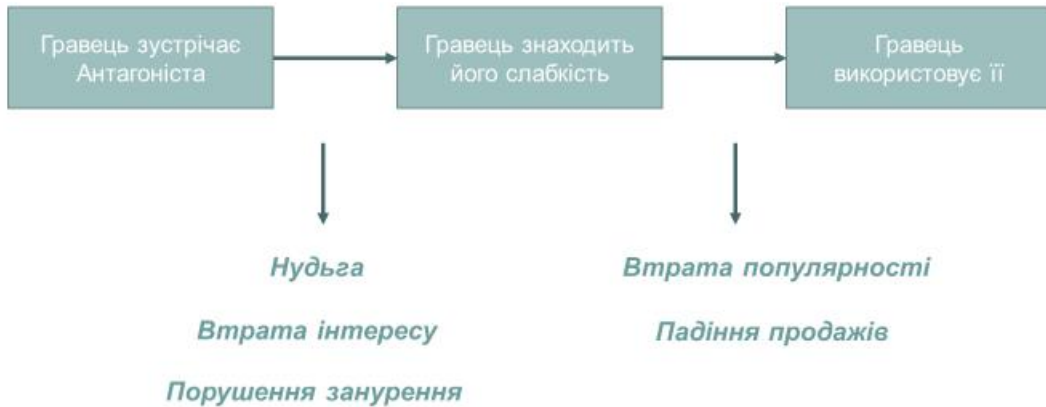 Гравець зустрічає
Антагоніста
Гравець знаходить
його слабкість
Гравець
використовує її
Нудьга
Втрата інтересу
Порушення занурення
Втрата популярності
Падіння продажів